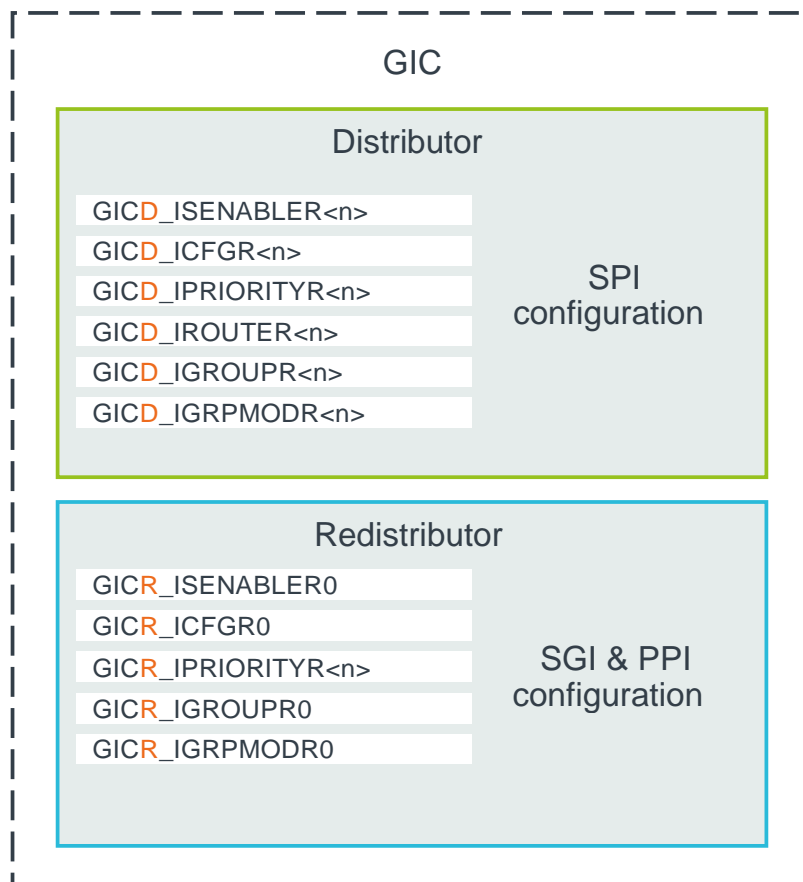 GIC
Distributor
GICD_ISENABLER<n>
GICD_ICFGR<n>
GICD_IPRIORITYR<n>
GICD_IROUTER<n>
GICD_IGROUPR<n>
GICD_IGRPMODR<n>
SPI
configuration
Redistributor
GICR_ISENABLER0
GICR_ICFGR0
GICR_IPRIORITYR<n>
GICR_IGROUPR0
GICR_IGRPMODR0
SGI & PPI
configuration